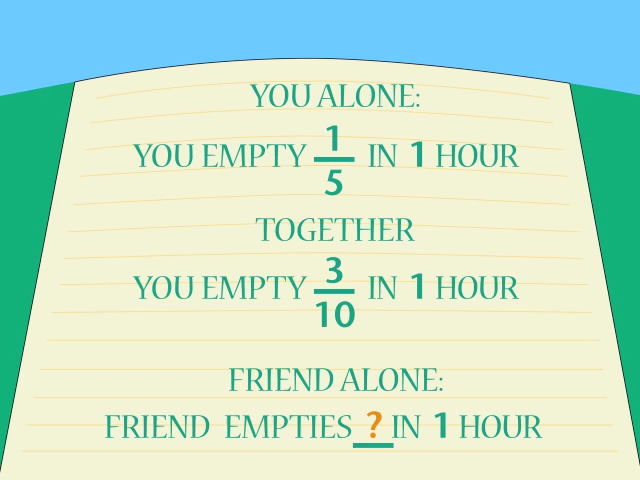 YOU ALONE:
YOU EMPTY 1/5 IN 1 HOUR
TOGETHER
YOU EMPTY 3/10 IN 1 HOUR
FRIEND ALONE:
FRIEND EMPTIES ? IN 1 HOUR